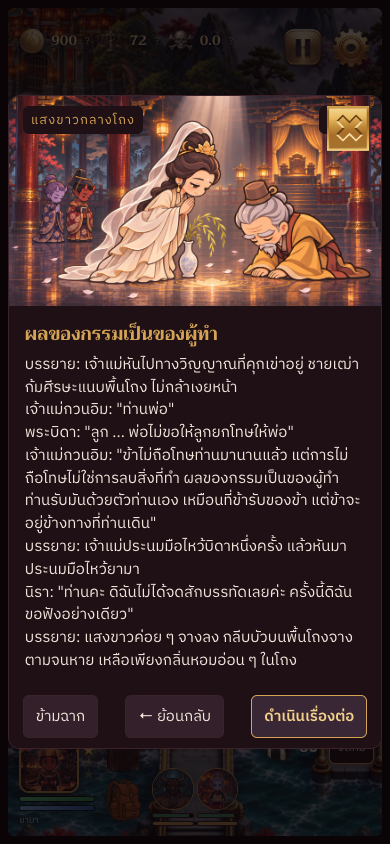 900
72
0.0
แสงขาวกลางโถง
ผลของกรรมเป็นของผู้ทำ
บรรยาย: เจ้าแม่หันไปทางวิญญาณที่คุกเข่าอยู่ ชายเฒ่า
ก้มศีรษะแนบพื้นโถง ไม่กล้าเงยหน้า
เจ้าแม่กวนอิม: "ท่านพ่อ"
พระบิดา: "ลูก ... พ่อไม่ขอให้ลูกยกโทษให้พ่อ"
เจ้าแม่กวนอิม: "ข้าไม่ถือโทษท่านมานานแล้ว แต่การไม่
ถือโทษไม่ใช่การลบสิ่งที่ทำ ผลของกรรมเป็นของผู้ทำ
ท่านรับมันด้วยตัวท่านเอง เหมือนที่ข้ารับของข้า แต่ข้าจะ
อยู่ข้างทางที่ท่านเดิน"
บรรยาย: เจ้าแม่ประนมมือไหว้บิดาหนึ่งครั้ง แล้วหันมา
ประนมมือไหว้ยามา
นิรา: "ท่านคะ ดิฉันไม่ได้จดสักบรรทัดเลยค่ะ ครั้งนี้ดิฉัน
ขอฟังอย่างเดียว"
บรรยาย: แสงขาวค่อย ๆ จางลง กลีบบัวบนพื้นโถงจาง
ตามจนหาย เหลือเพียงกลิ่นหอมอ่อน ๆ ในโถง
ข้ามฉาก
← ย้อนกลับ
ดำเนินเรื่องต่อ
ยามา